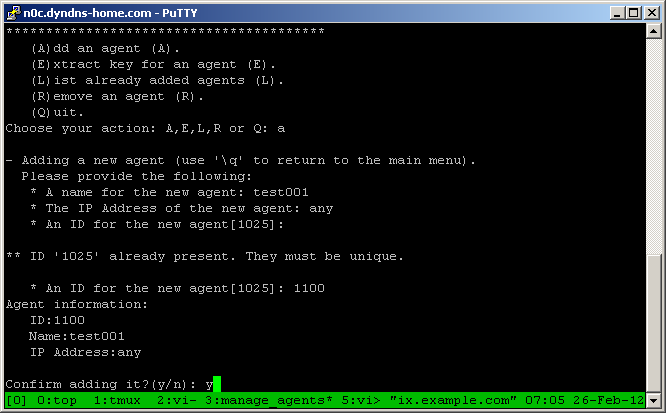 n0c.dyndns-home.com - PuTTY
****************************************
(A)dd an agent (A).
(E)xtract key for an agent (E).
(L)ist already added agents (L).
(R)emove an agent (R).
(Q)uit.
Choose your action: A,E,L,R or Q: a
- Adding a new agent (use '\q' to return to the main menu).
Please provide the following:
* A name for the new agent: test001
* The IP Address of the new agent: any
* An ID for the new agent[1025]:
** ID '1025' already present. They must be unique.
* An ID for the new agent[1025]: 1100
Agent information:
ID:1100
Name:test001
IP Address:any
Confirm adding it?(y/n): y
[0] 0:top  1:tmux  2:vi- 3:manage_agents* 5:vi> "ix.example.com" 07:05 26-Feb-12